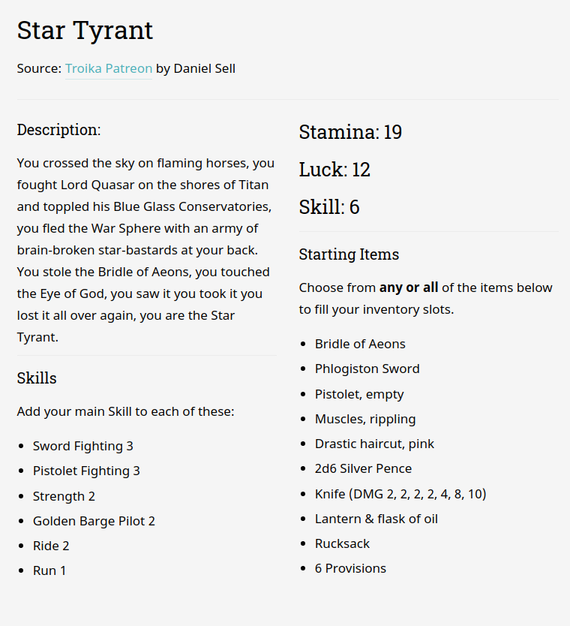 Star Tyrant
Source: Troika Patreon by Daniel Sell
Description:
You crossed the sky on flaming horses, you
fought Lord Quasar on the shores of Titan
and toppled his Blue Glass Conservatories,
you fled the War Sphere with an army of
brain-broken star-bastards at your back.
You stole the Bridle of Aeons, you touched
the Eye of God, you saw it you took it you
lost it all over again, you are the Star
Tyrant.
Skills
Add your main Skill to each of these:
• Sword Fighting 3
• Pistolet Fighting 3
• Strength 2
• Golden Barge Pilot 2
• Ride 2
• Run 1
Stamina: 19
Luck: 12
Skill: 6
Starting Items
Choose from any or all of the items below
to fill your inventory slots.
• Bridle of Aeons
• Phlogiston Sword
• Pistolet, empty
• Muscles, rippling
• Drastic haircut, pink
• 2d6 Silver Pence
• Knife (DMG 2, 2, 2, 2, 4, 8, 10)
• Lantern & flask of oil
• Rucksack
• 6 Provisions